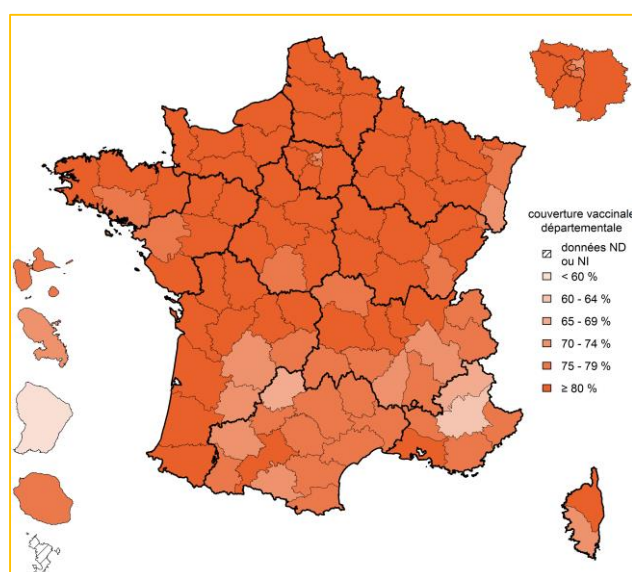 couverture vaccinale
départementale
données ND
ou NI
< 60 %
60 - 64 %
65 - 69 %
70 - 74 %
75 - 79 %
≥ 80 %